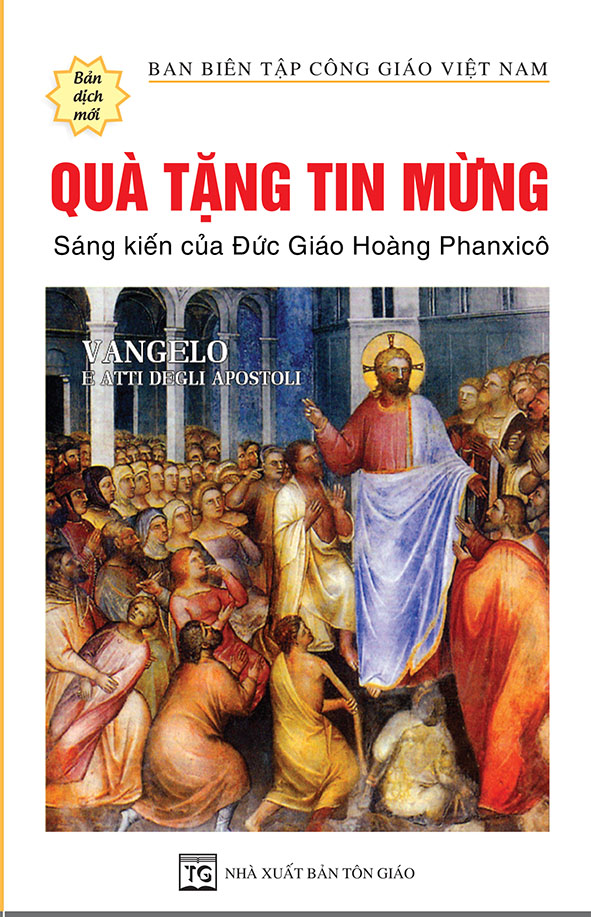 Bản
dịch
mới
BAN BIÊN TẬP CÔNG GIÁO VIỆT NAM
QUÀ TẶNG TIN MỪNG
Sáng kiến của Đức Giáo Hoàng Phanxicô
VANGELO
E ATTI DEGLI APOSTOLI
TG
NHÀ XUẤT BẢN TÔN GIÁO